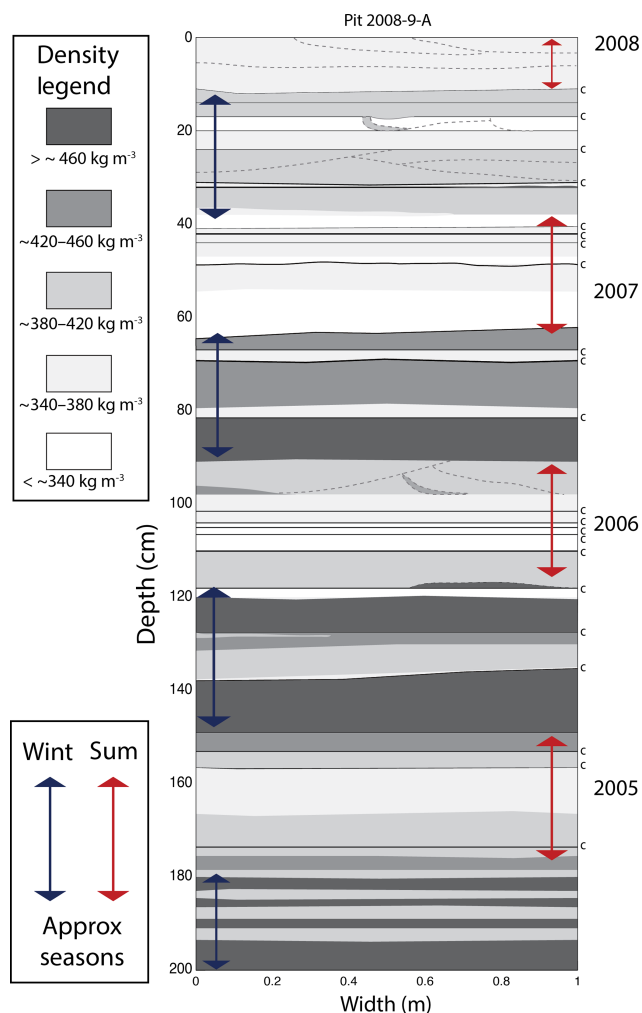 Pit 2008-9-A
Density
legend
> ~ 460 kg m⁻³
~420–460 kg m⁻³
~380–420 kg m⁻³
~340–380 kg m⁻³
< ~340 kg m⁻³
Wint Sum
Approx
seasons
Depth (cm)
0
20
40
60
80
100
120
140
160
180
200
2008
c
c
c
c
c
c
c
2007
c
c
c
c
2006
c
c
c
c
c
c
c
c
c
2005
c
0 0.2 0.4 0.6 0.8 1
Width (m)